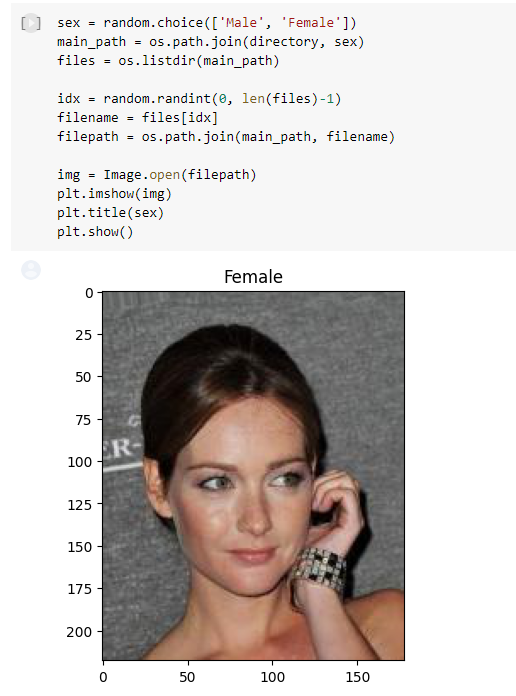 sex = random.choice(['Male', 'Female'])
main_path = os.path.join(directory, sex)
files = os.listdir(main_path)
idx = random.randint(0, len(files)-1)
filename = files[idx]
filepath = os.path.join(main_path, filename)
img = Image.open(filepath)
plt.imshow(img)
plt.title(sex)
plt.show()
Female
0
25
50
75
100
125
150
175
200
0 50 100 150
ER-